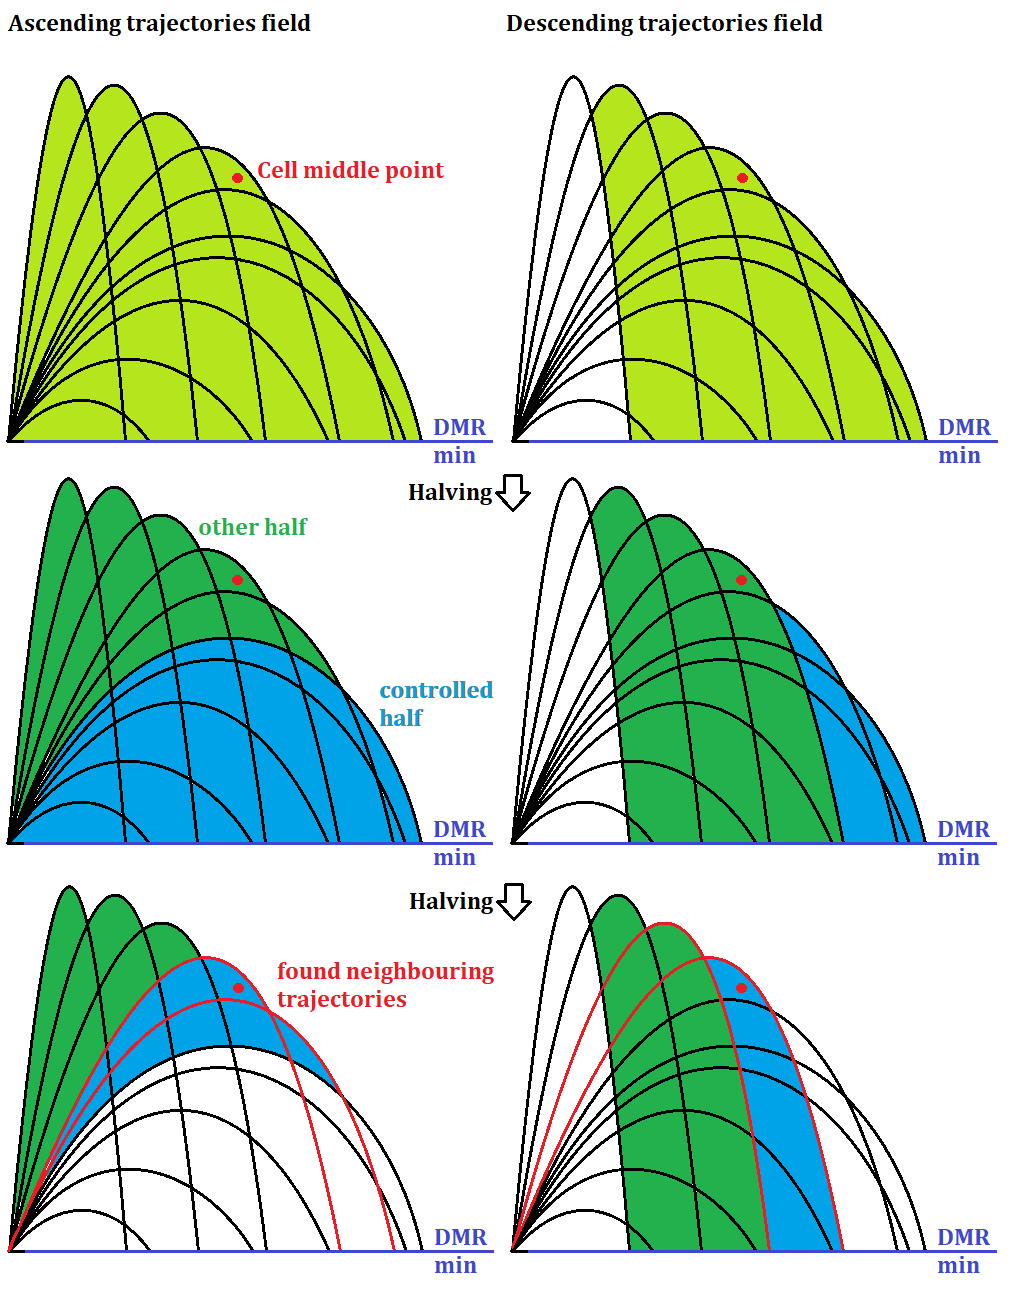 Ascending trajectories field
Descending trajectories field
Cell middle point
DMR
min
DMR
min
Halving
other half
controlled
half
DMR
min
DMR
min
Halving
found neighbouring
trajectories
DMR
min
DMR
min